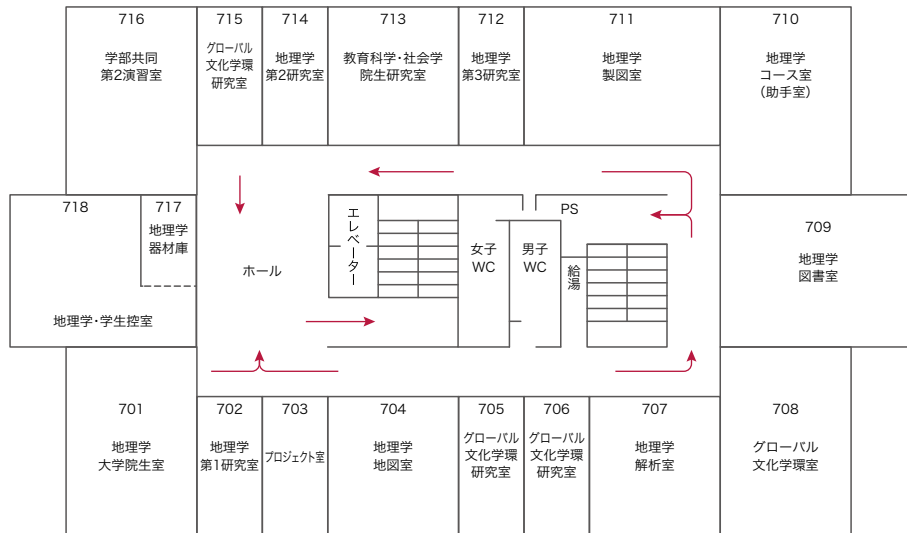 716
学部共同
第2演習室
715
グローバル
文化学環
研究室
714
地理学
第2研究室
713
教育科学・社会学
院生研究室
712
地理学
第3研究室
711
地理学
製図室
710
地理学
コース室
（助手室）
718
地理学・学生控室
717
地理学
器材庫
ホール
エレベーター
女子
WC
男子
WC
PS
給湯
709
地理学
図書室
701
地理学
大学院生室
702
地理学
第1研究室
703
プロジェクト室
704
地理学
地図室
705
グローバル
文化学環
研究室
706
グローバル
文化学環
研究室
707
地理学
解析室
708
グローバル
文化学環室